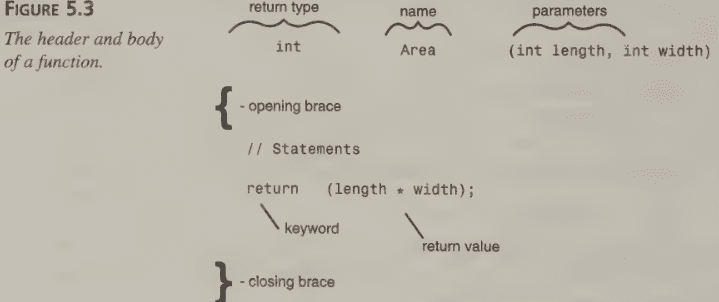 FIGURE 5.3
The header and body
of a function.
return type name parameters
int Area (int length, int width)
{ - opening brace
// Statements
return (length * width);
keyword
return value
} - closing brace